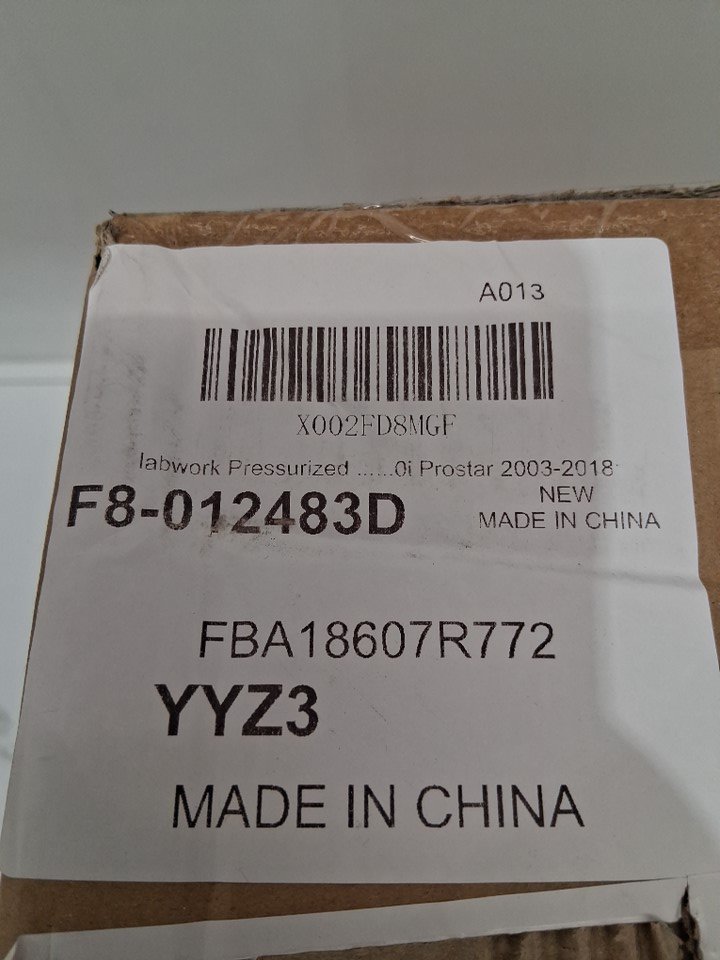 A013
X002FD8MGF
labwork Pressurized ......0i Prostar 2003-2018
F8-012483D
NEW
MADE IN CHINA
FBA18607R772
YYZ3
MADE IN CHINA